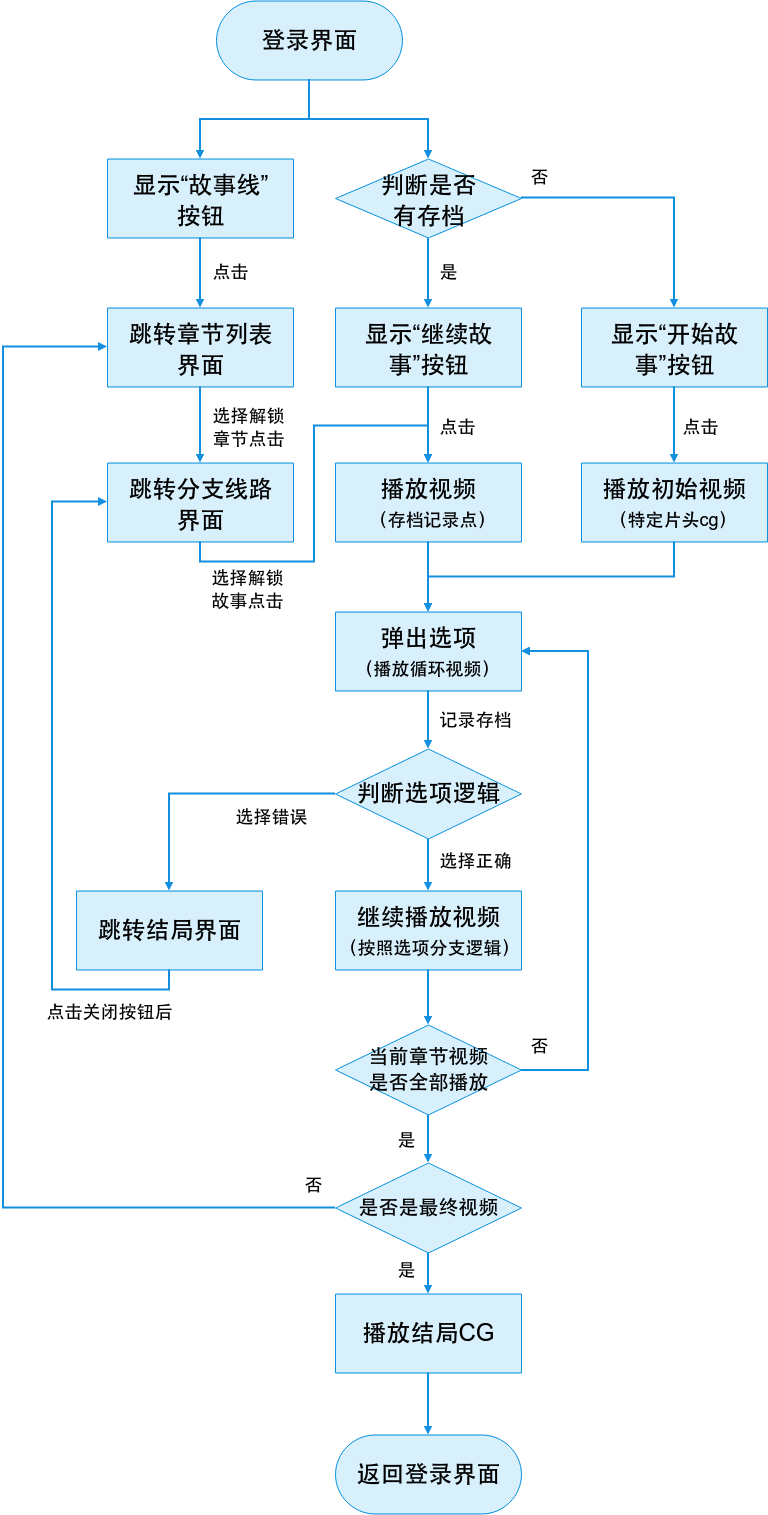 登录界面
显示“故事线”
按钮
判断是否
有存档
否
点击
是
跳转章节列表
界面
显示“继续故
事”按钮
显示“开始故
事”按钮
选择解锁
章节点击
点击
点击
跳转分支线路
界面
播放视频
（存档记录点）
播放初始视频
（特定片头cg）
选择解锁
故事点击
弹出选项
（播放循环视频）
记录存档
判断选项逻辑
选择错误
选择正确
跳转结局界面
继续播放视频
（按照选项分支逻辑）
点击关闭按钮后
当前章节视频
是否全部播放
否
是
否
是否是最终视频
是
播放结局CG
返回登录界面